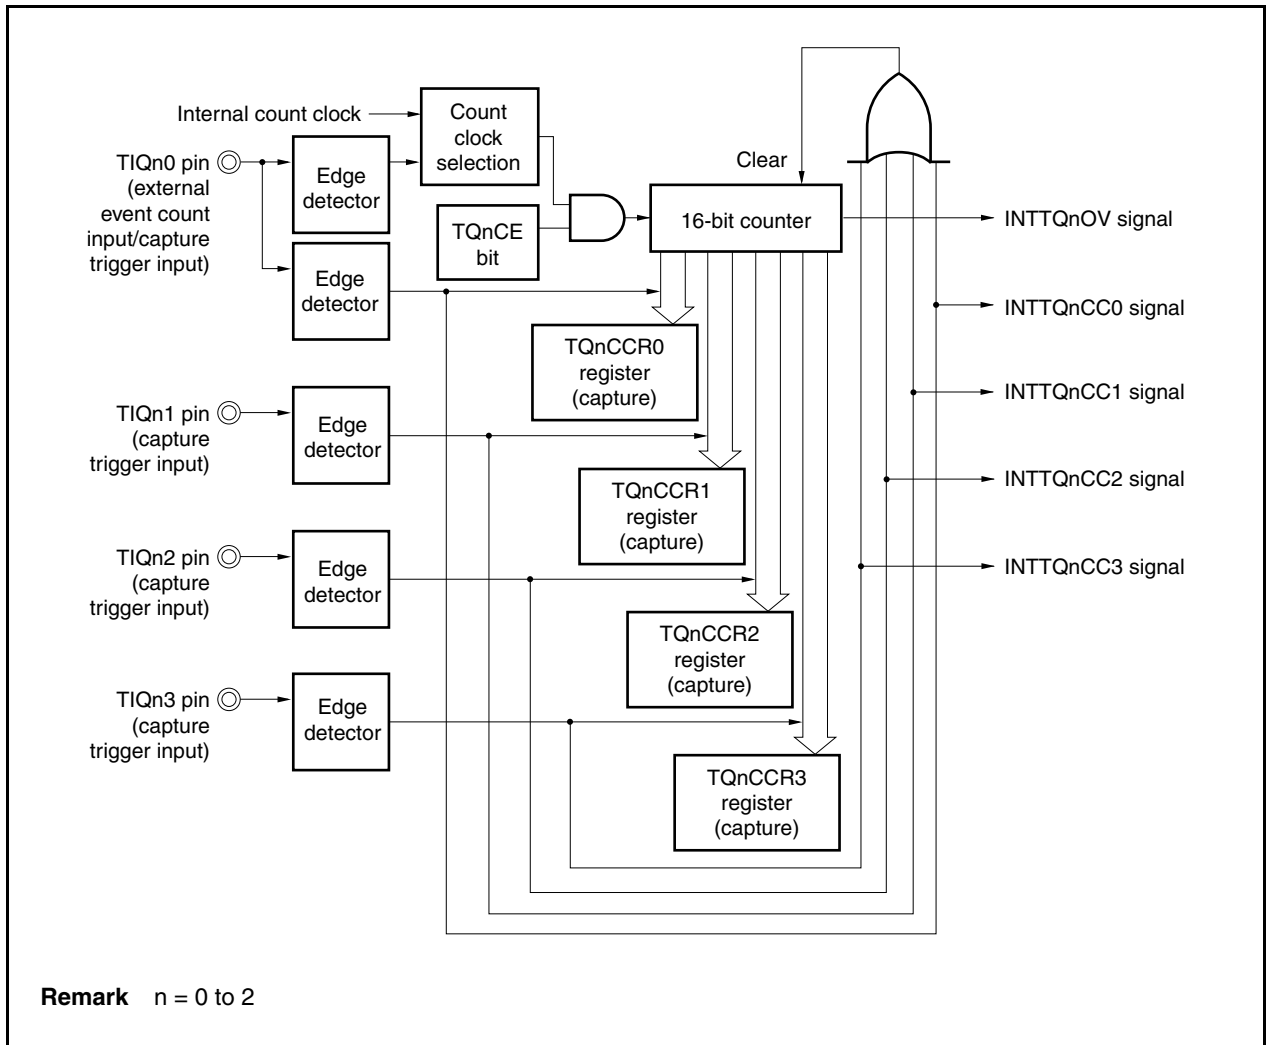 Internal count clock
Count
clock
selection
TIQn0 pin
(external
event count
input/capture
trigger input)
Edge
detector
Edge
detector
TQnCE
bit
Clear
16-bit counter
INTTQnOV signal
INTTQnCC0 signal
TQnCCR0
register
(capture)
INTTQnCC1 signal
TIQn1 pin
(capture
trigger input)
Edge
detector
TQnCCR1
register
(capture)
INTTQnCC2 signal
TIQn2 pin
(capture
trigger input)
Edge
detector
INTTQnCC3 signal
TQnCCR2
register
(capture)
TIQn3 pin
(capture
trigger input)
Edge
detector
TQnCCR3
register
(capture)
Remark n = 0 to 2